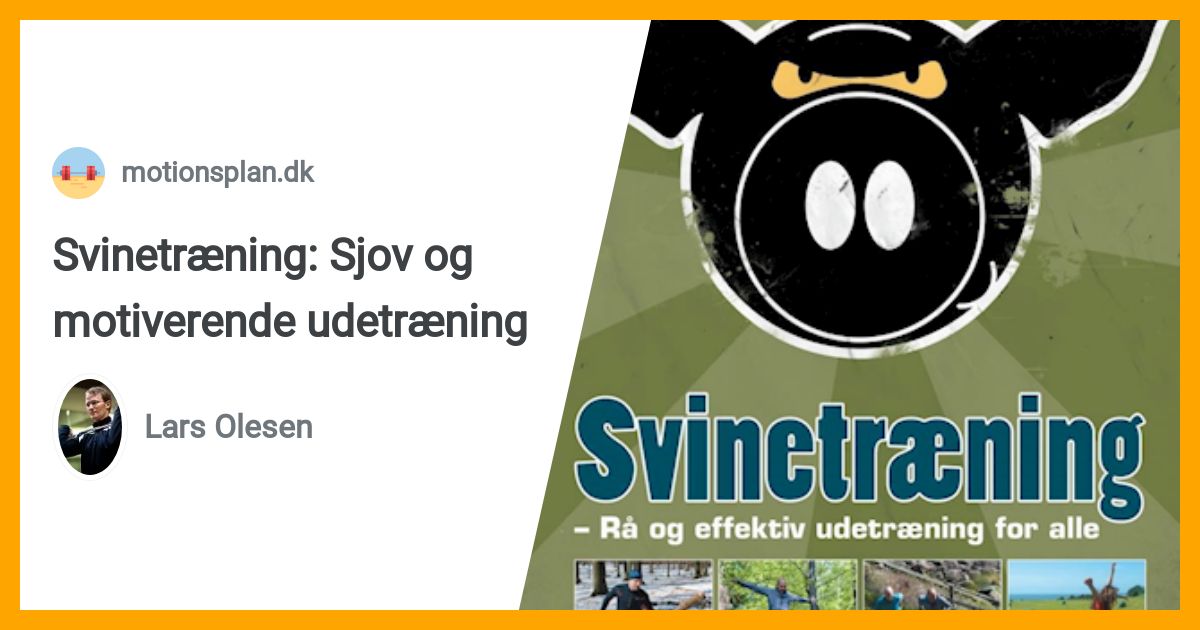 motionsplan.dk
Svinetræning: Sjov og
motiverende udetræning
Lars Olesen
Svinetræning
– Rå og effektiv udetræning for alle